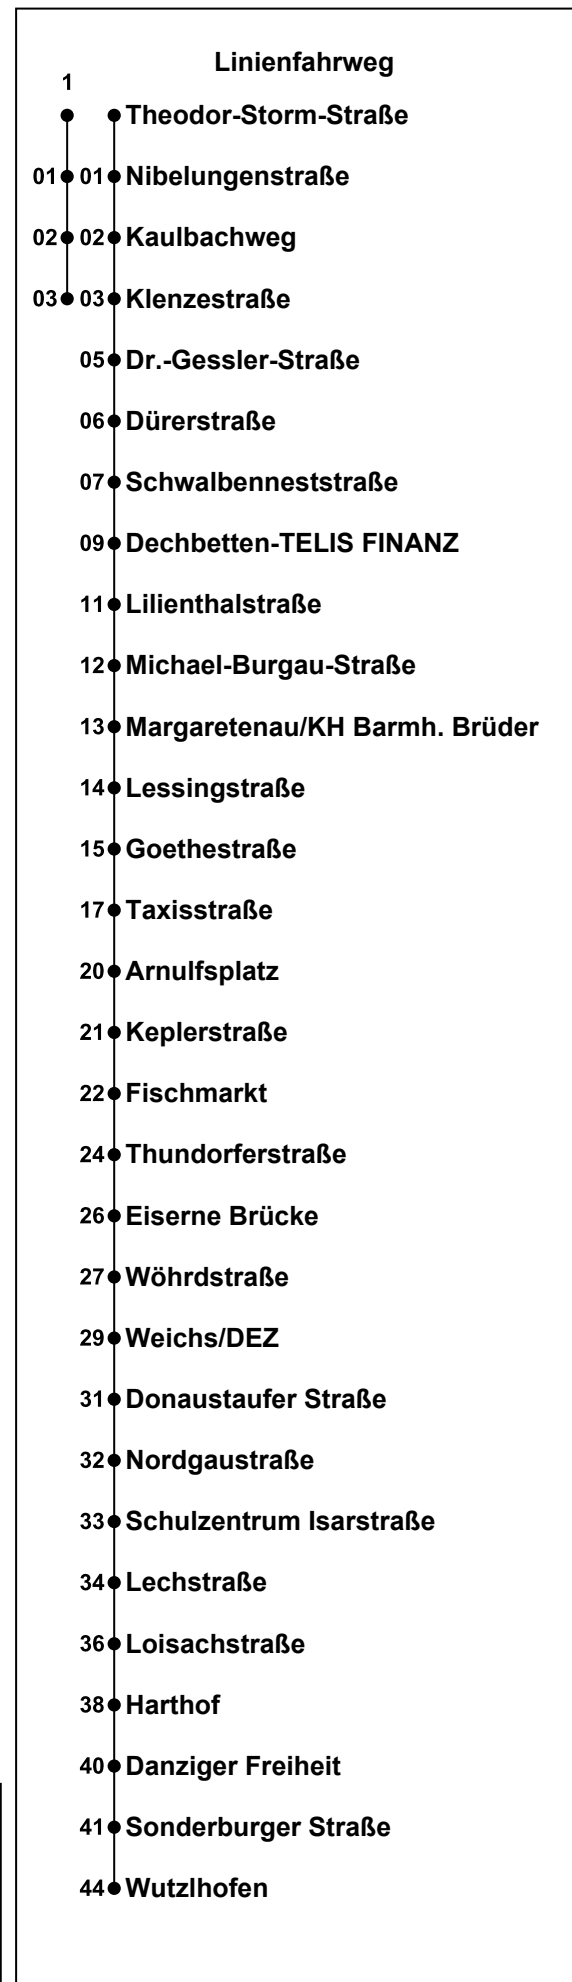 Linienfahrweg
1
Theodor-Storm-Straße
01 01 Nibelungenstraße
02 02 Kaulbachweg
03 03 Klenzestraße
05 Dr.-Gessler-Straße
06 Dürerstraße
07 Schwalbenneststraße
09 Dechbetten-TELIS FINANZ
11 Lilienthalstraße
12 Michael-Burgau-Straße
13 Margaretenau/KH Barmh. Brüder
14 Lessingstraße
15 Goethestraße
17 Taxisstraße
20 Arnulfsplatz
21 Keplerstraße
22 Fischmarkt
24 Thundorferstraße
26 Eiserne Brücke
27 Wöhrdstraße
29 Weichs/DEZ
31 Donaustaufer Straße
32 Nordgaustraße
33 Schulzentrum Isarstraße
34 Lechstraße
36 Loisachstraße
38 Harthof
40 Danziger Freiheit
41 Sonderburger Straße
44 Wutzlhofen